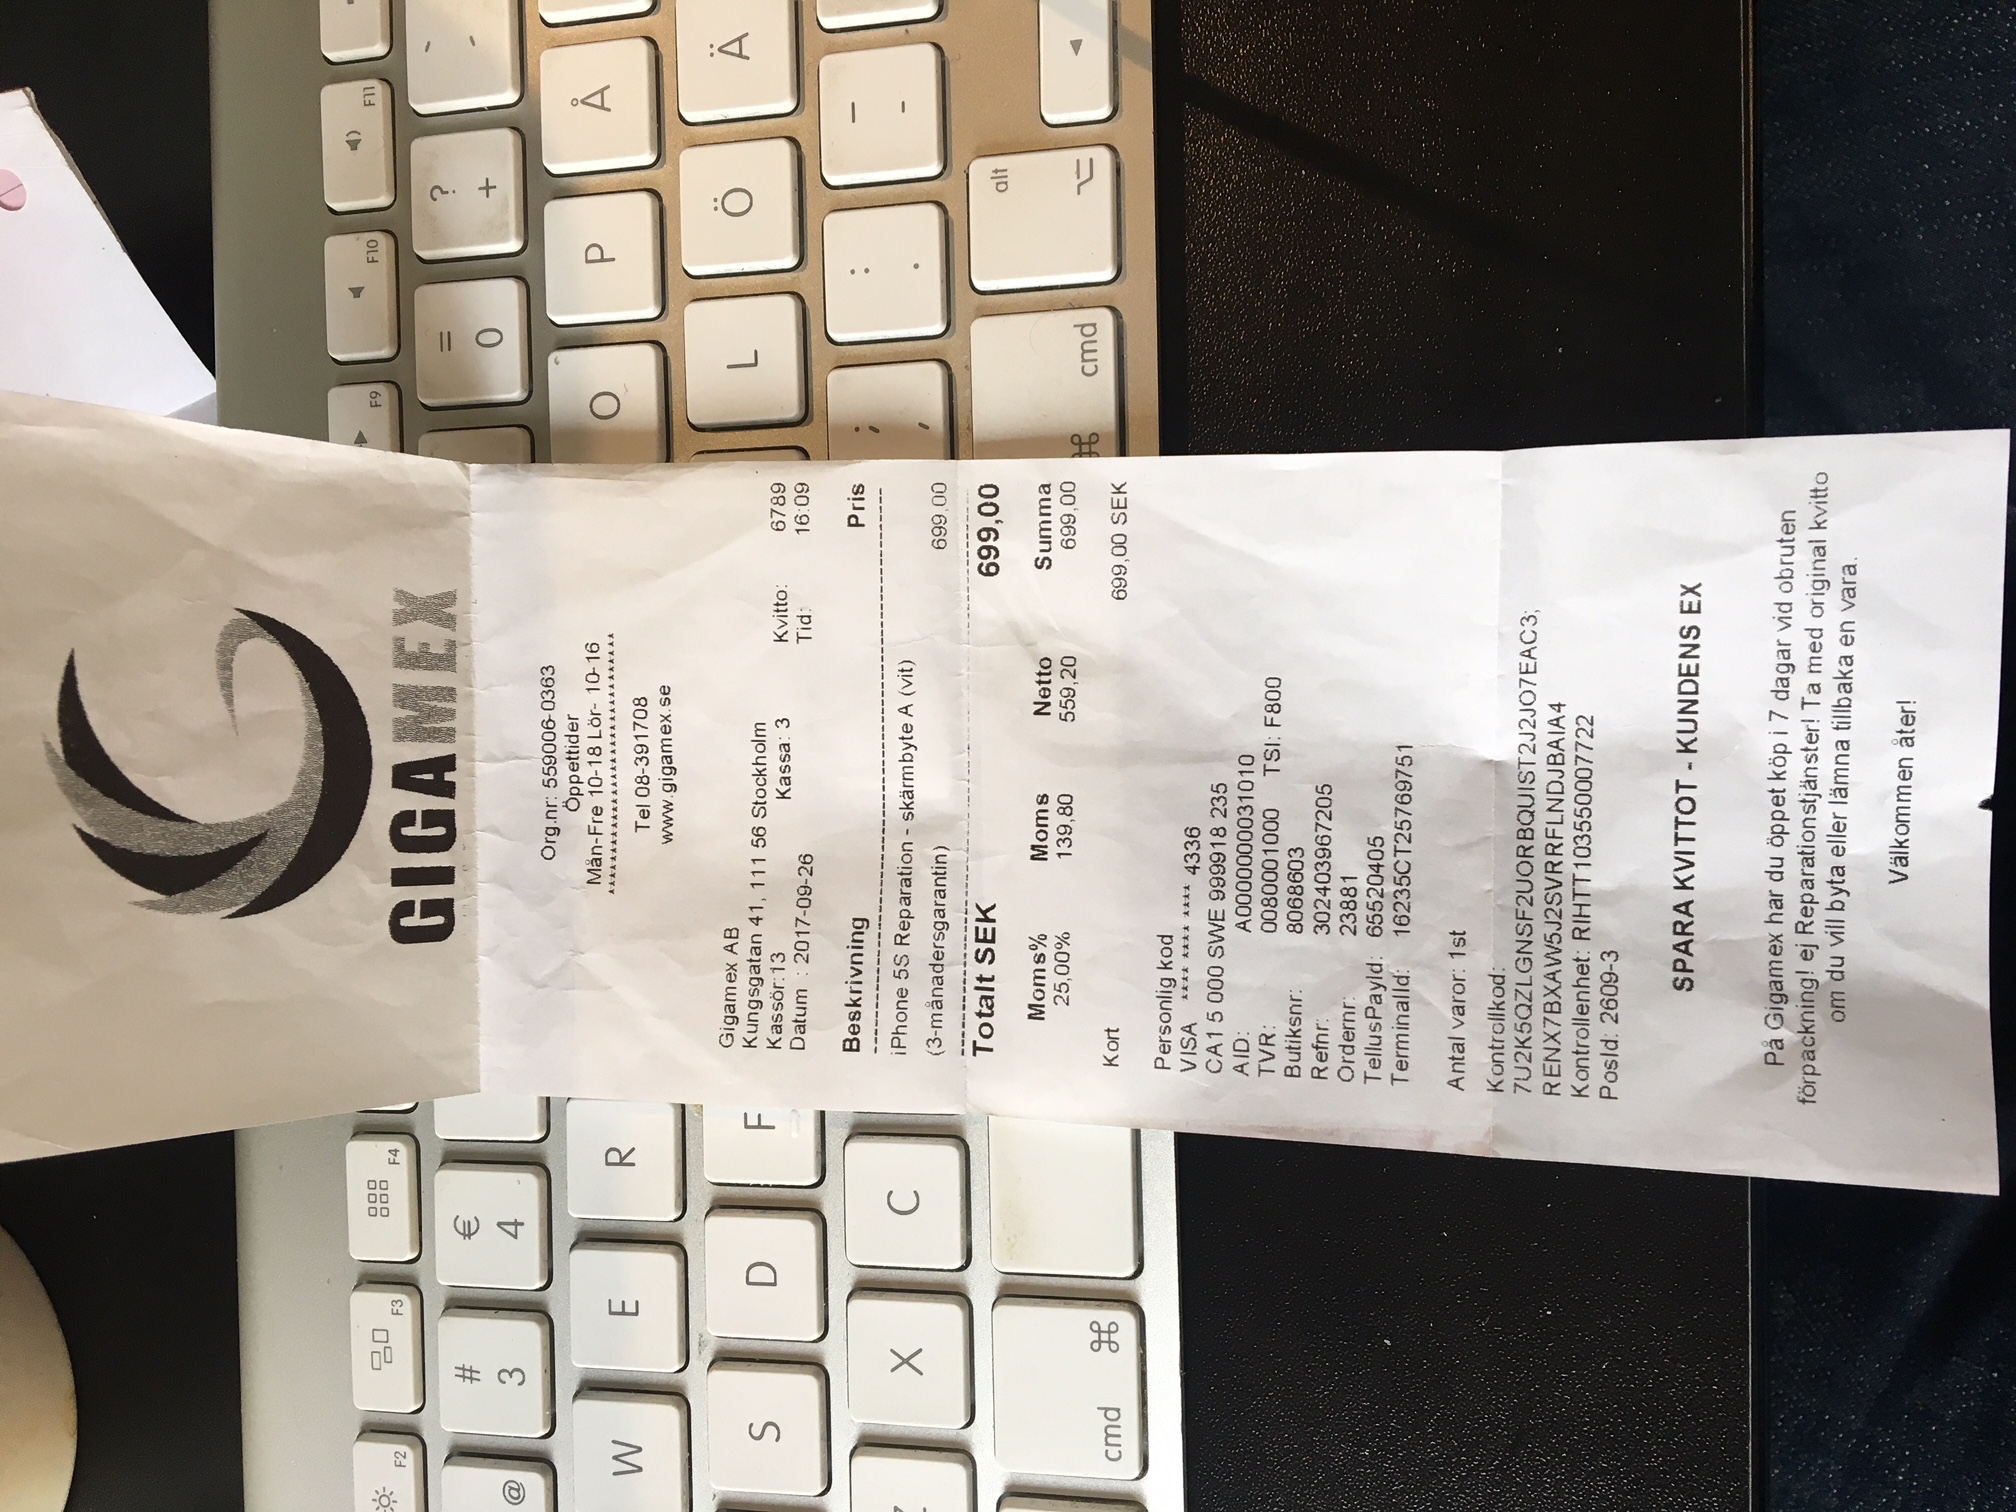 GIGAMEX
Org.nr: 559006-0363
Öppettider
Mån-Fre 10-18 Lör- 10-16
******************************
Tel 08-391708
www.gigamex.se
Gigamex AB
Kungsgatan 41, 111 56 Stockholm
Kassör:13 Kassa: 3 Kvitto: 6789
Datum : 2017-09-26 Tid: 16:09
Beskrivning Pris
iPhone 5S Reparation - skärmbyte A (vit)
(3-månadersgarantin) 699,00
Totalt SEK 699,00
Moms% Moms Netto Summa
25,00% 139,80 559,20 699,00
Kort 699,00 SEK
Personlig kod
VISA **** **** **** 4336
CA1 5 000 SWE 999918 235
AID: A0000000031010
TVR: 0080001000 TSI: F800
Butiksnr: 8068603
Refnr: 302403967205
Ordernr: 23881
TellusPayId: 65520405
TerminalId: 16235CT25769751
Antal varor: 1st
Kontrollkod:
7U2K5QZLGNSF2UORBQUIST2J2JO7EAC3;
RENX7BXAW5J2SVRRFLNDJBAIA4
Kontrollenhet: RIHTT103550007722
PosId: 2609-3
SPARA KVITTOT - KUNDENS EX
På Gigamex har du öppet köp i 7 dagar vid obruten
förpackning! ej Reparationstjänster! Ta med original kvitto
om du vill byta eller lämna tillbaka en vara.
Välkommen åter!
F2 F3 F4
@ # 3 € 4
W E R
S D F
Z X C
cmd ⌘
F9 F10 F11
= 0 ? +
O P Å
L Ö Ä
; , : . – -
⌘ cmd alt ⌥